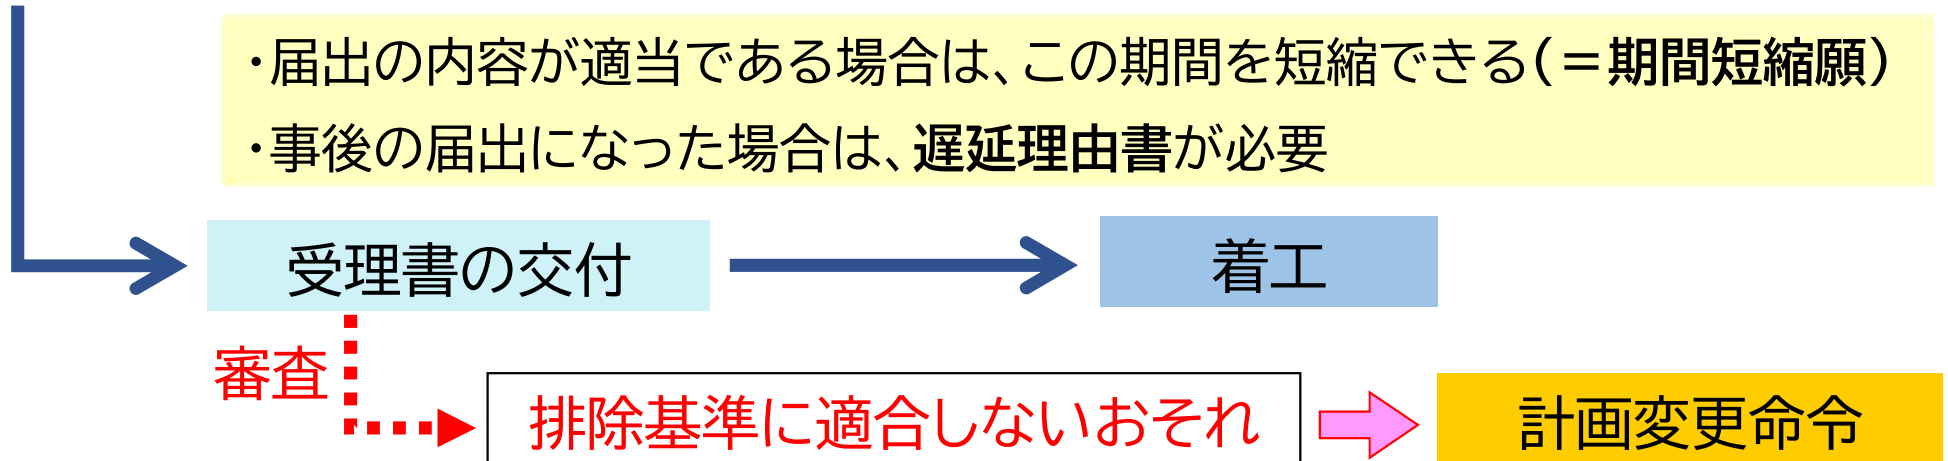 ・届出の内容が適当である場合は、この期間を短縮できる(=期間短縮願)
・事後の届出になった場合は、遅延理由書が必要
受理書の交付
着工
審査
排除基準に適合しないおそれ
計画変更命令